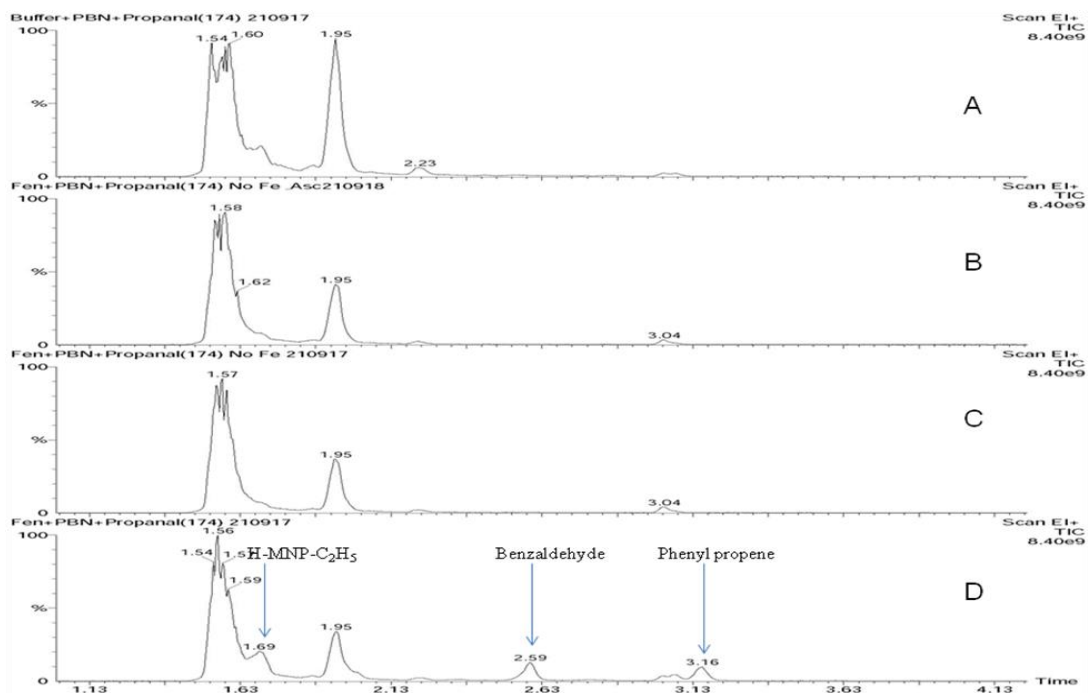 Buffer+PBN+Propanal(174) 210917
Scan EI+
TIC
8.40e9
100
%
0
1.54
1.60
1.95
2.23
A
Fen+PBN+Propanal(174) No Fe .Asc210918
Scan EI+
TIC
8.40e9
100
%
0
1.58
1.62
1.95
3.04
B
Fen+PBN+Propanal(174) No Fe 210917
Scan EI+
TIC
8.40e9
100
%
0
1.57
1.95
3.04
C
Fen+PBN+Propanal(174) 210917
Scan EI+
TIC
8.40e9
100
%
0
1.56
1.54
1.59
1.69
1.95
2.59
3.16
H-MNP-C₂H₅
Benzaldehyde
Phenyl propene
D
1.13 1.63 2.13 2.63 3.13 3.63 4.13
Time